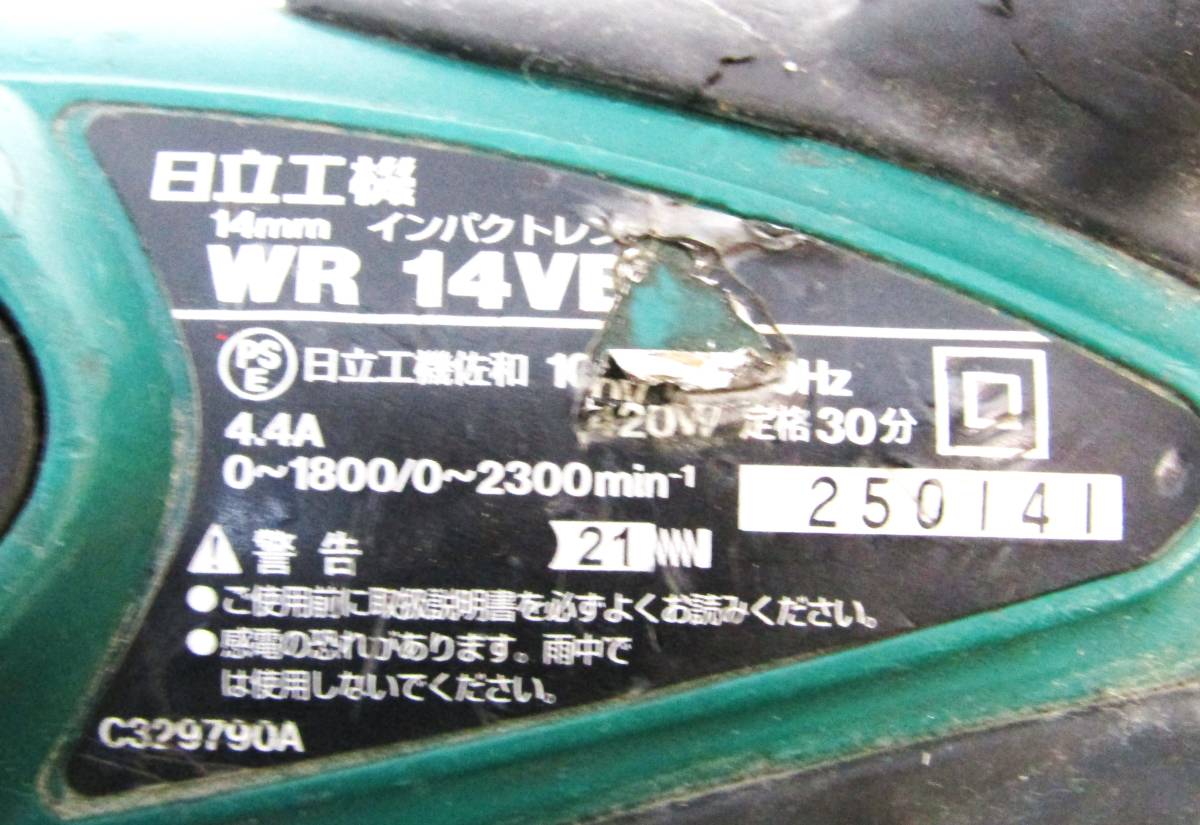 日立工機
14mm インパクトレン
WR 14VE
PSE 日立工機佐和 10 Hz
4.4A 20W 定格30分
0~1800/0~2300min-1
250141
警告 21
●ご使用前に取扱説明書を必ずよくお読みください。
●感電の恐れがあります。雨中で
は使用しないでください。
C329790A